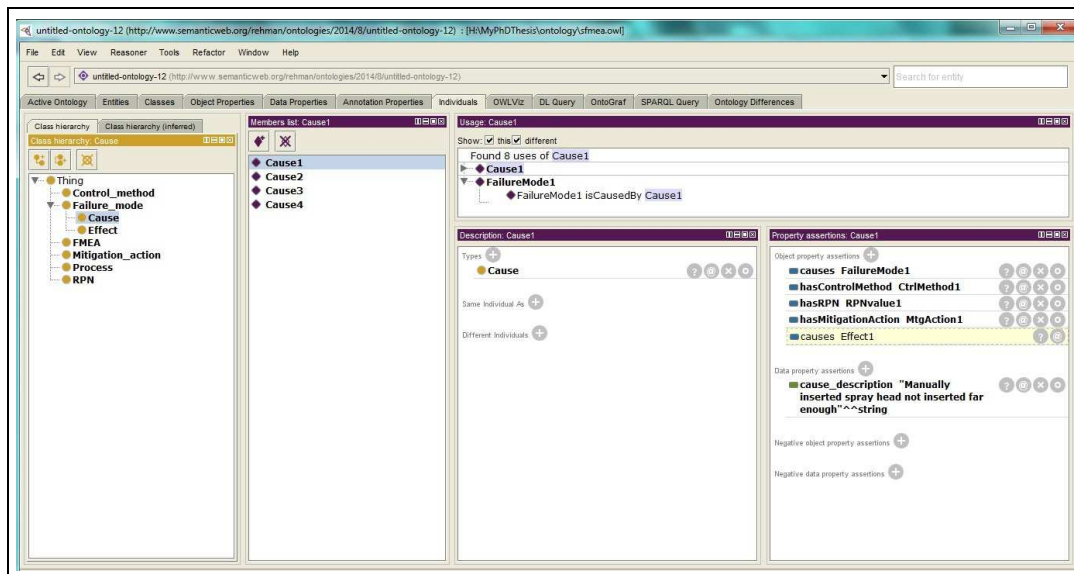 untitled-ontology-12 (http://www.semanticweb.org/rehman/ontologies/2014/8/untitled-ontology-12) : [H:\MyPhDThesis\ontology\sfmea.owl]
File Edit View Reasoner Tools Refactor Window Help
untitled-ontology-12 (http://www.semanticweb.org/rehman/ontologies/2014/8/untitled-ontology-12)
Search for entity
Active Ontology Entities Classes Object Properties Data Properties Annotation Properties Individuals OWLViz DL Query OntoGraf SPARQL Query Ontology Differences
Class hierarchy Class hierarchy (inferred)
Class hierarchy: Cause
Thing
Control_method
Failure_mode
Cause
Effect
FMEA
Mitigation_action
Process
RPN
Members list: Cause1
Cause1
Cause2
Cause3
Cause4
Usage: Cause1
Show: this different
Found 8 uses of Cause1
Cause1
FailureMode1
FailureMode1 isCausedBy Cause1
Description: Cause1
Types
Cause
Same Individual As
Different Individuals
Property assertions: Cause1
Object property assertions
causes FailureMode1
hasControlMethod CtrlMethod1
hasRPN RPNvalue1
hasMitigationAction MtgAction1
causes Effect1
Data property assertions
cause_description "Manually
inserted spray head not inserted far
enough"^^string
Negative object property assertions
Negative data property assertions